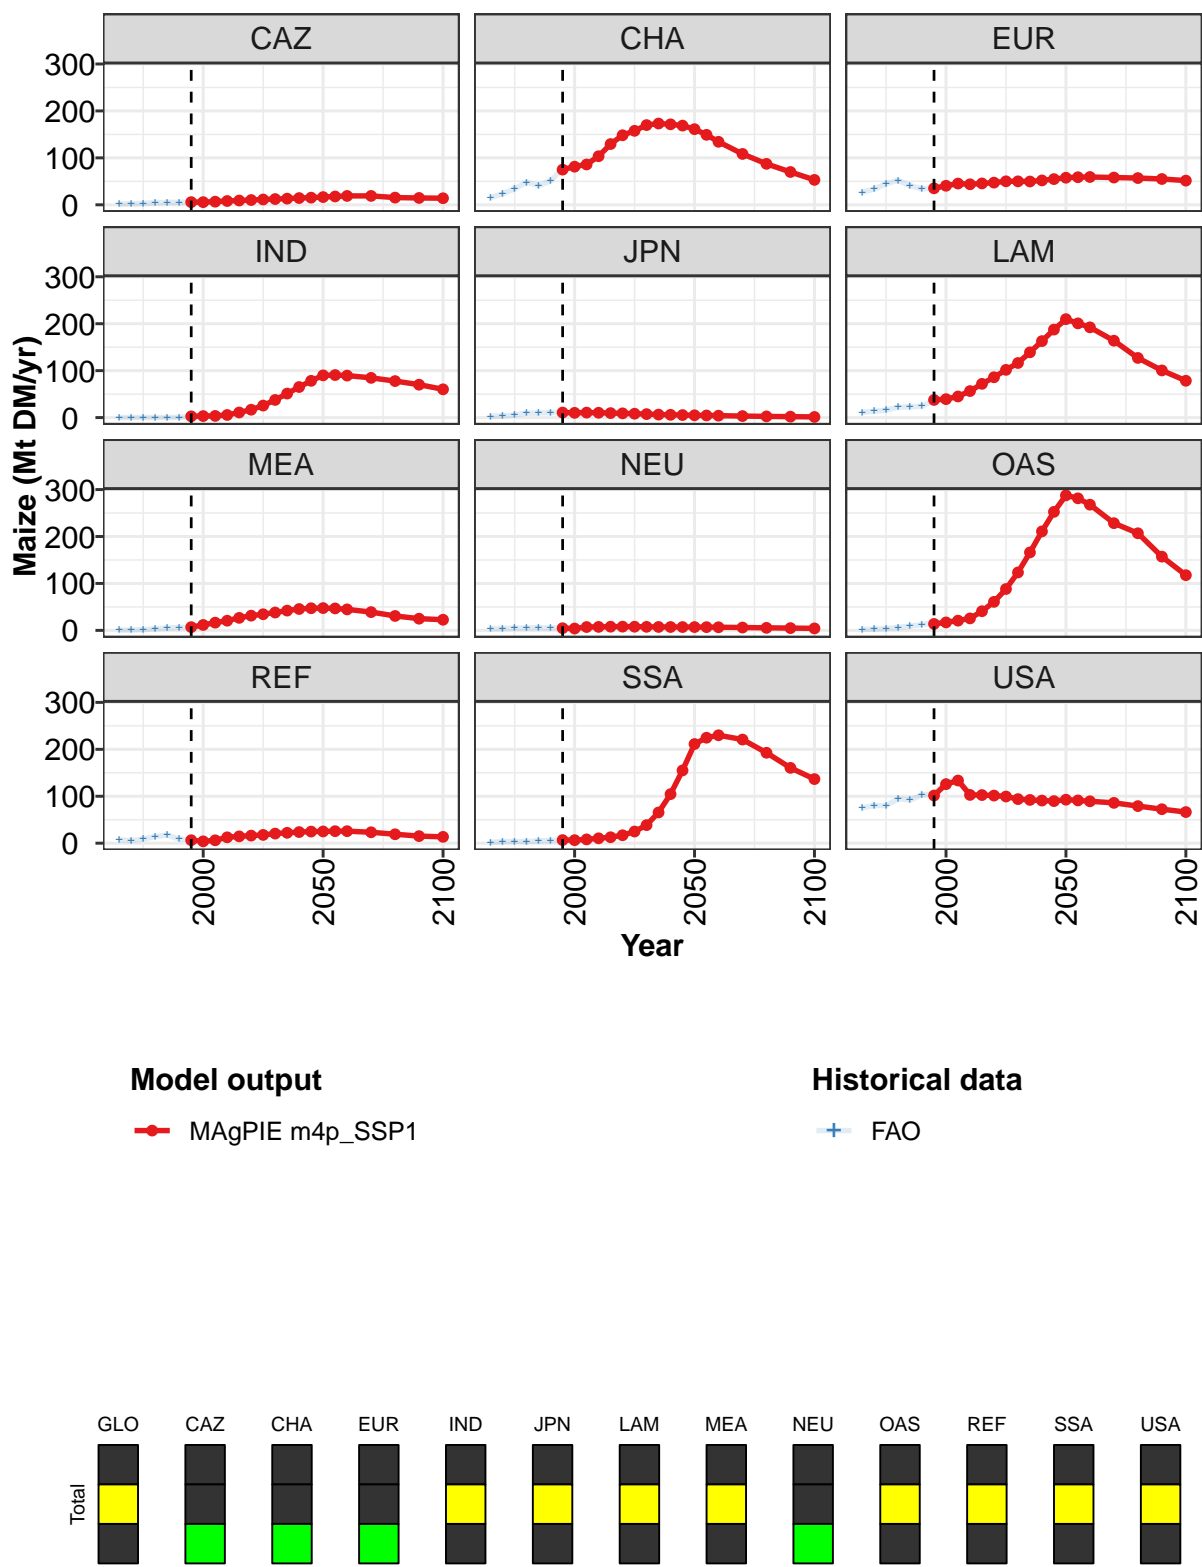 CAZ CHA EUR
300
200
100
0
IND JPN LAM
300
200
100
0
MEA NEU OAS
300
200
100
0
REF SSA USA
300
200
100
0
Maize (Mt DM/yr)
2000 2050 2100 2000 2050 2100 2000 2050 2100
Year
Model output Historical data
MAgPIE m4p_SSP1 FAO
GLO CAZ CHA EUR IND JPN LAM MEA NEU OAS REF SSA USA
Total